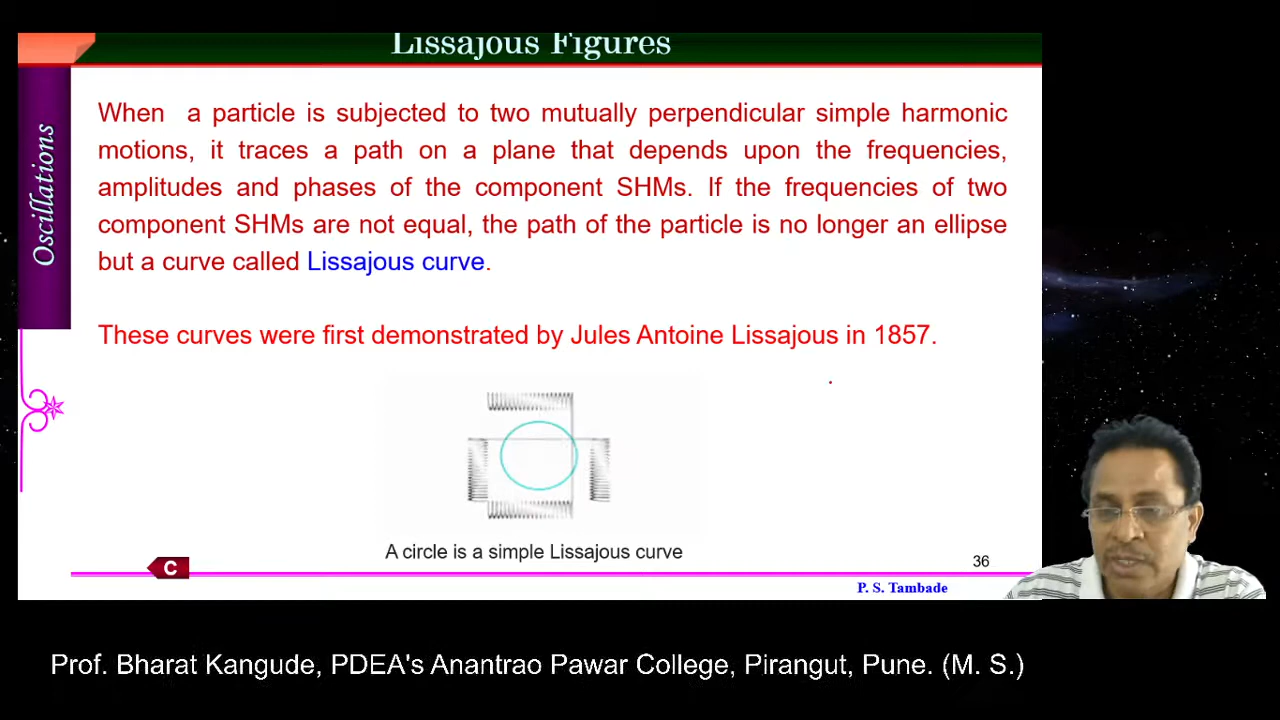 Lissajous Figures
Oscillations
When a particle is subjected to two mutually perpendicular simple harmonic
motions, it traces a path on a plane that depends upon the frequencies,
amplitudes and phases of the component SHMs. If the frequencies of two
component SHMs are not equal, the path of the particle is no longer an ellipse
but a curve called Lissajous curve.
These curves were first demonstrated by Jules Antoine Lissajous in 1857.
A circle is a simple Lissajous curve
C
36
P. S. Tambade
Prof. Bharat Kangude, PDEA's Anantrao Pawar College, Pirangut, Pune. (M. S.)